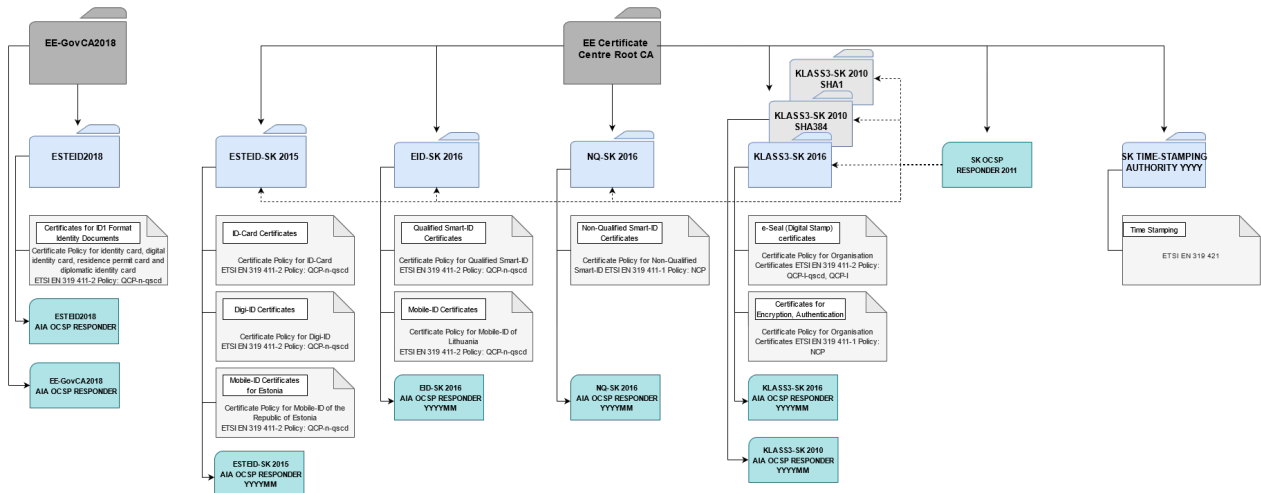 EE-GovCA2018
EE Certificate
Centre Root CA
KLASS3-SK 2010
SHA1
KLASS3-SK 2010
SHA384
ESTEID2018
ESTEID-SK 2015
EID-SK 2016
NQ-SK 2016
KLASS3-SK 2016
SK OCSP
RESPONDER 2011
SK TIME-STAMPING
AUTHORITY YYYY
Certificates for ID1 Format
Identity Documents
Certificate Policy for identity card, digital
identity card, residence permit card and
diplomatic identity card
ETSI EN 319 411-2 Policy: QCP-n-qscd
ESTEID2018
AIA OCSP RESPONDER
EE-GovCA2018
AIA OCSP RESPONDER
ID-Card Certificates
Certificate Policy for ID-Card
ETSI EN 319 411-2 Policy: QCP-n-qscd
Digi-ID Certificates
Certificate Policy for Digi-ID
ETSI EN 319 411-2 Policy: QCP-n-qscd
Mobile-ID Certificates
for Estonia
Certificate Policy for Mobile-ID of the
Republic of Estonia
ETSI EN 319 411-2 Policy: QCP-n-qscd
ESTEID-SK 2015
AIA OCSP RESPONDER
YYYYMM
Qualified Smart-ID
Certificates
Certificate Policy for Qualified Smart-ID
ETSI EN 319 411-2 Policy: QCP-n-qscd
Mobile-ID Certificates
Certificate Policy for Mobile-ID of
Lithuania
ETSI EN 319 411-2 Policy: QCP-n-qscd
EID-SK 2016
AIA OCSP RESPONDER
YYYYMM
Non-Qualified Smart-ID
Certificates
Certificate Policy for Non-Qualified
Smart-ID ETSI EN 319 411-1 Policy: NCP
NQ-SK 2016
AIA OCSP RESPONDER
YYYYMM
e-Seal (Digital Stamp)
certificates
Certificate Policy for Organisation
Certificates ETSI EN 319 411-2 Policy:
QCP-l-qscd, QCP-l
Certificates for
Encryption, Authentication
Certificate Policy for Organisation
Certificates ETSI EN 319 411-1 Policy:
NCP
KLASS3-SK 2016
AIA OCSP RESPONDER
YYYYMM
KLASS3-SK 2010
AIA OCSP RESPONDER
YYYYMM
Time Stamping
ETSI EN 319 421